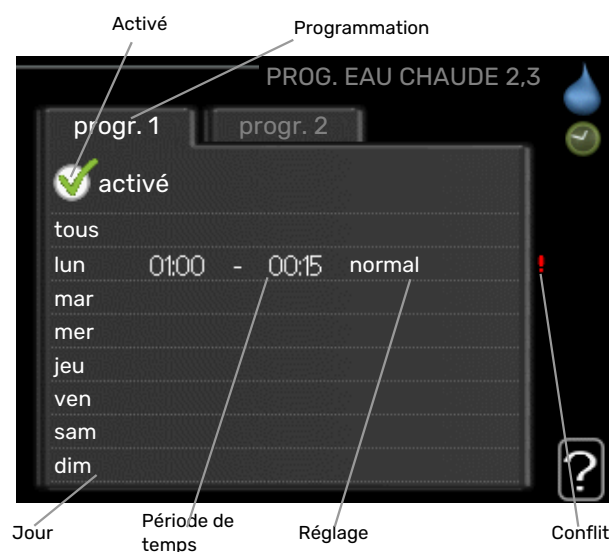 Activé
Programmation
PROG. EAU CHAUDE 2,3
progr. 1
progr. 2
activé
tous
lun 01:00 - 00:15 normal !
mar
mer
jeu
ven
sam
dim
?
Jour
Période de
temps
Réglage
Conflit